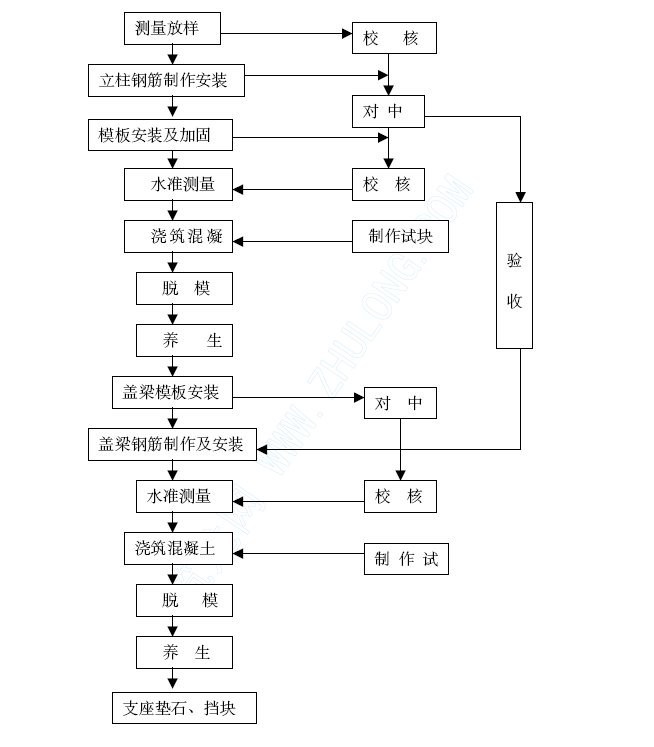 测量放样
校 核
立柱钢筋制作安装
对 中
模板安装及加固
水准测量
校 核
浇筑混凝
制作试块
验
收
脱 模
养 生
盖梁模板安装
对 中
盖梁钢筋制作及安装
水准测量
校 核
浇筑混凝土
制 作 试
脱 模
养 生
支座垫石、挡块
WWW.ZHULONG.COM